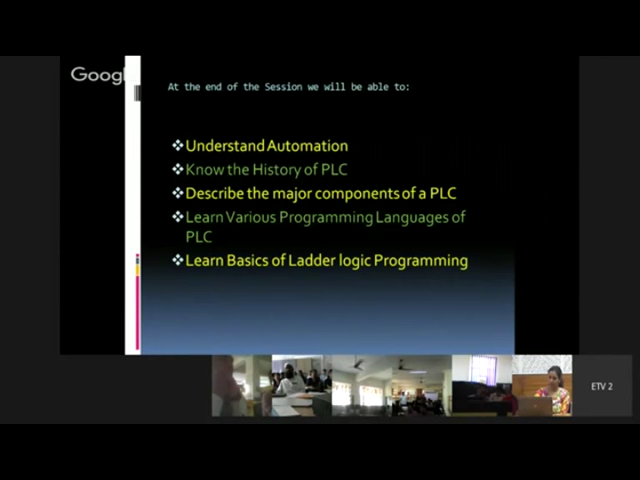 Google
At the end of the Session we will be able to:
❖Understand Automation
❖Know the History of PLC
❖Describe the major components of a PLC
❖Learn Various Programming Languages of
PLC
❖Learn Basics of Ladder logic Programming
ETV 2